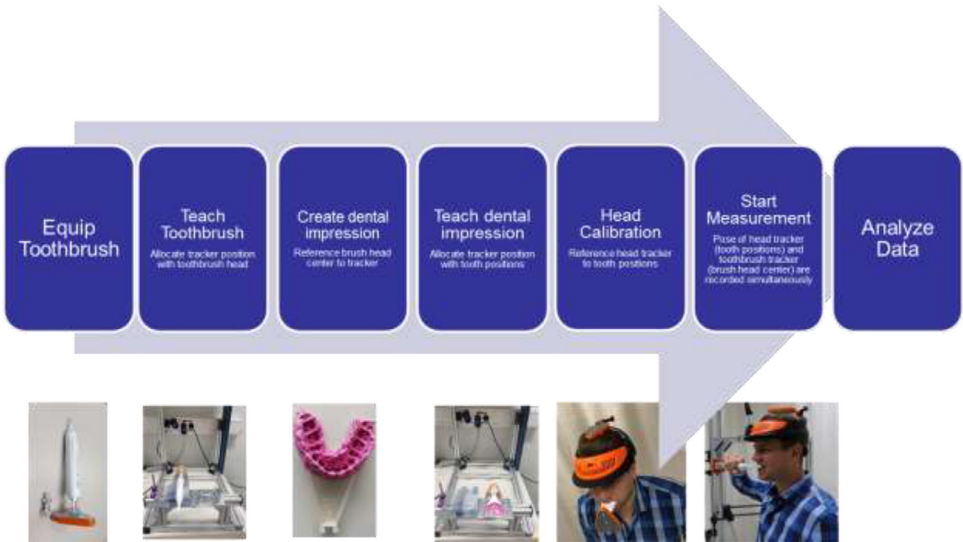 Equip
Toothbrush
Teach
Toothbrush
Allocate tracker position
with toothbrush head
Create dental
impression
Reference brush head
center to tracker
Teach dental
impression
Allocate tracker position
with tooth positions
Head
Calibration
Reference head tracker
to tooth positions
Start
Measurement
Pose of head tracker
(tooth positions) and
toothbrush tracker
(brush head center) are
recorded simultaneously
Analyze
Data